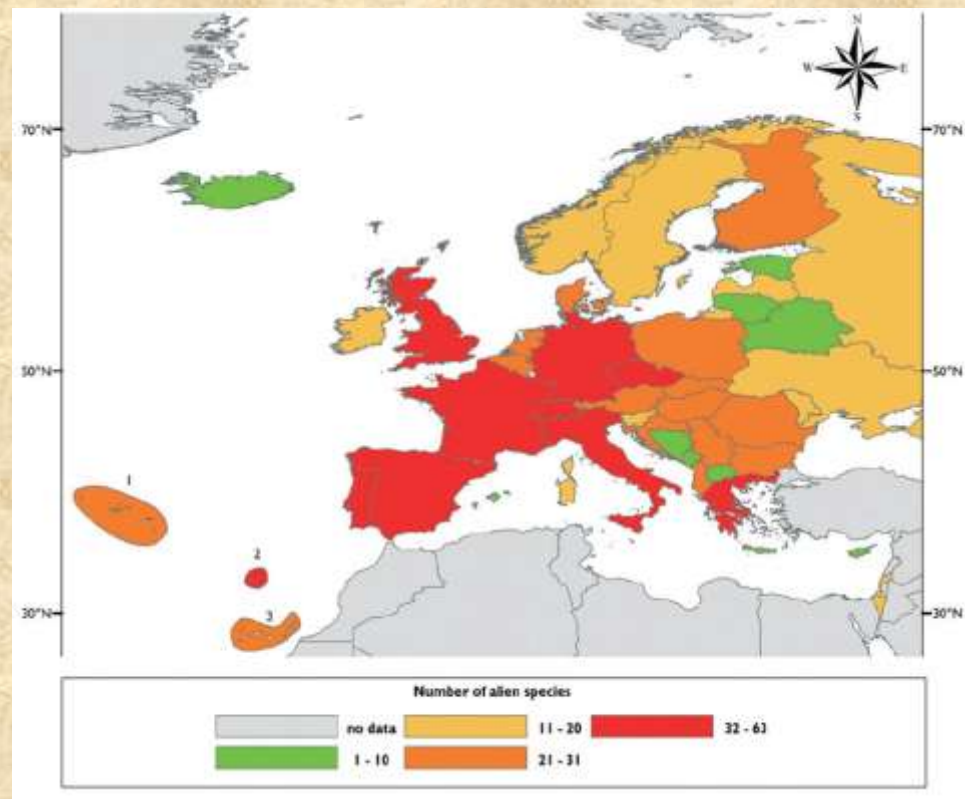 N
W E
S
70°N 70°N
50°N 50°N
1
2
30°N 3 30°N
Number of alien species
no data 11 - 20 32 - 63
1 - 10 21 - 31